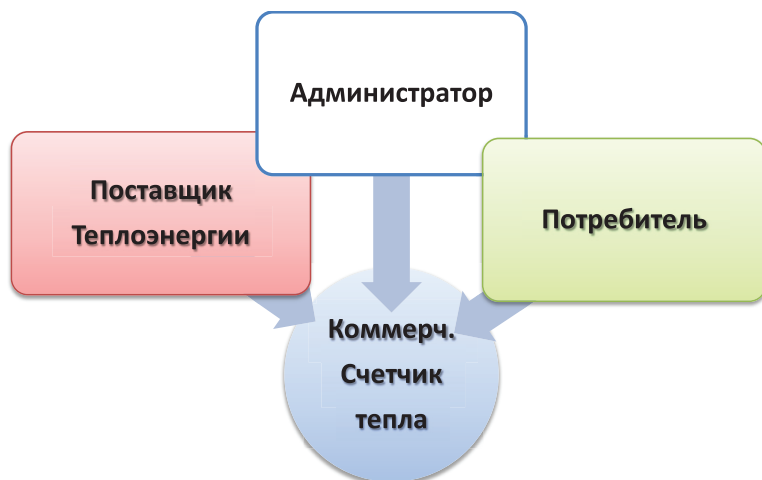 Администратор
Поставщик
Теплоэнергии
Потребитель
Коммерч.
Счетчик
тепла